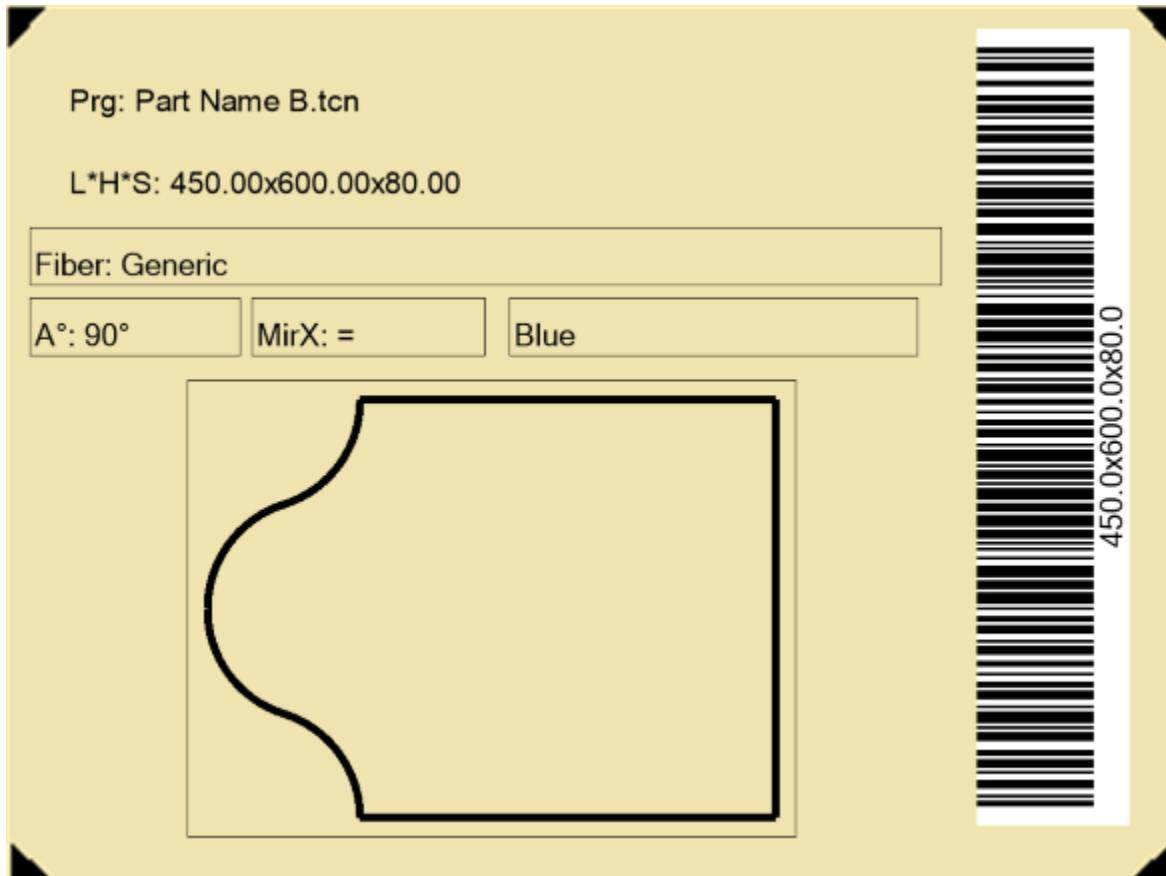 Prg: Part Name B.tcn
L*H*S: 450.00x600.00x80.00
Fiber: Generic
A°: 90°
MirX: =
Blue
450.0x600.0x80.0